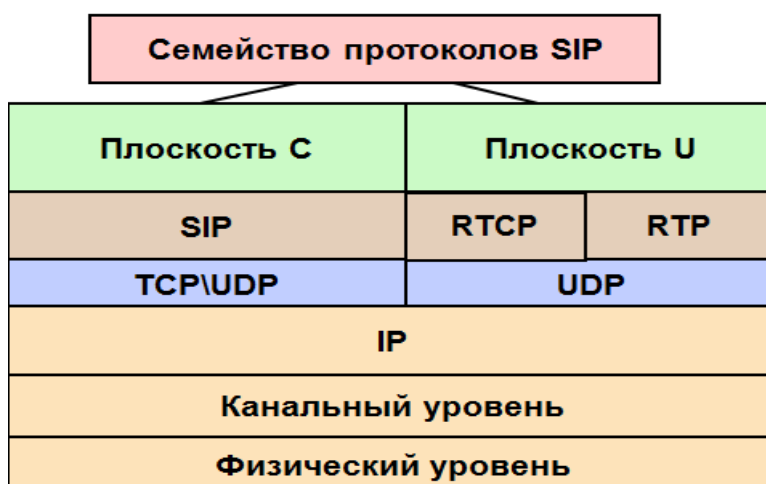 Семейство протоколов SIP
Плоскость C
Плоскость U
SIP
RTCP
RTP
TCP\UDP
UDP
IP
Канальный уровень
Физический уровень